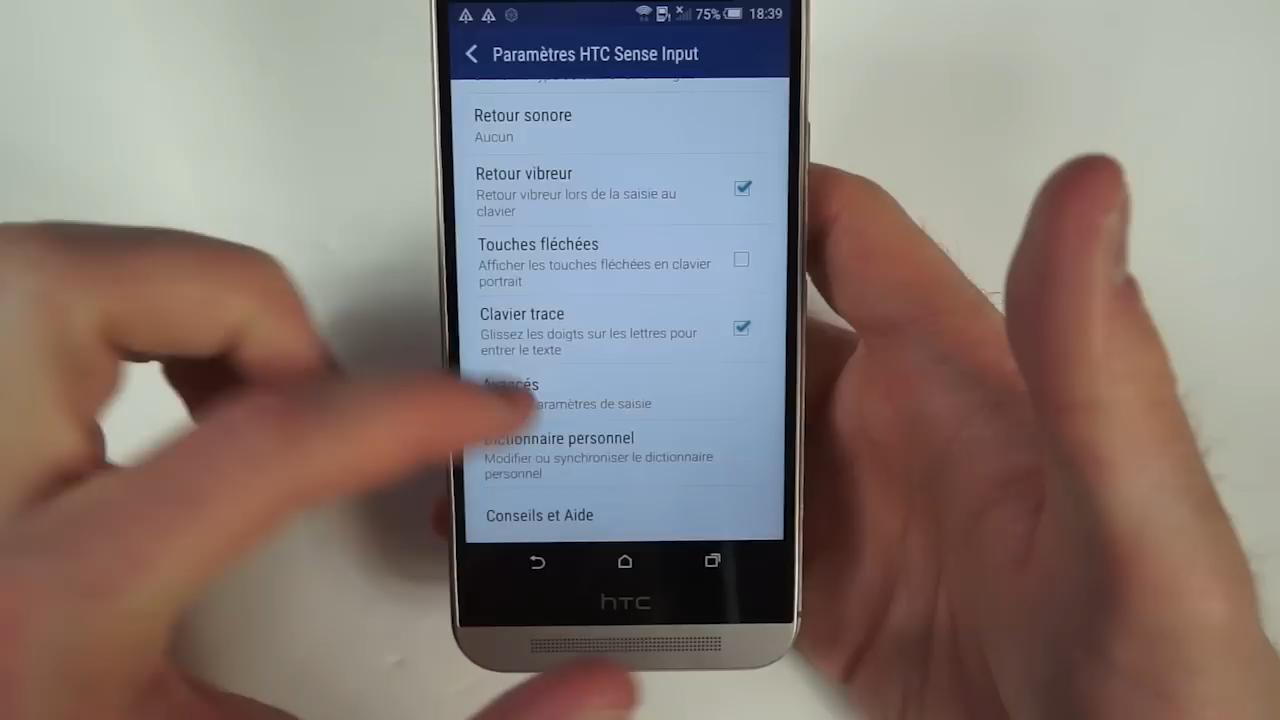 75% 18:39
Paramètres HTC Sense Input
Retour sonore
Aucun
Retour vibreur
Retour vibreur lors de la saisie au
clavier
Touches fléchées
Afficher les touches fléchées en clavier
portrait
Clavier trace
Glissez les doigts sur les lettres pour
entrer le texte
Avancés
paramètres de saisie
Dictionnaire personnel
Modifier ou synchroniser le dictionnaire
personnel
Conseils et Aide
hTC